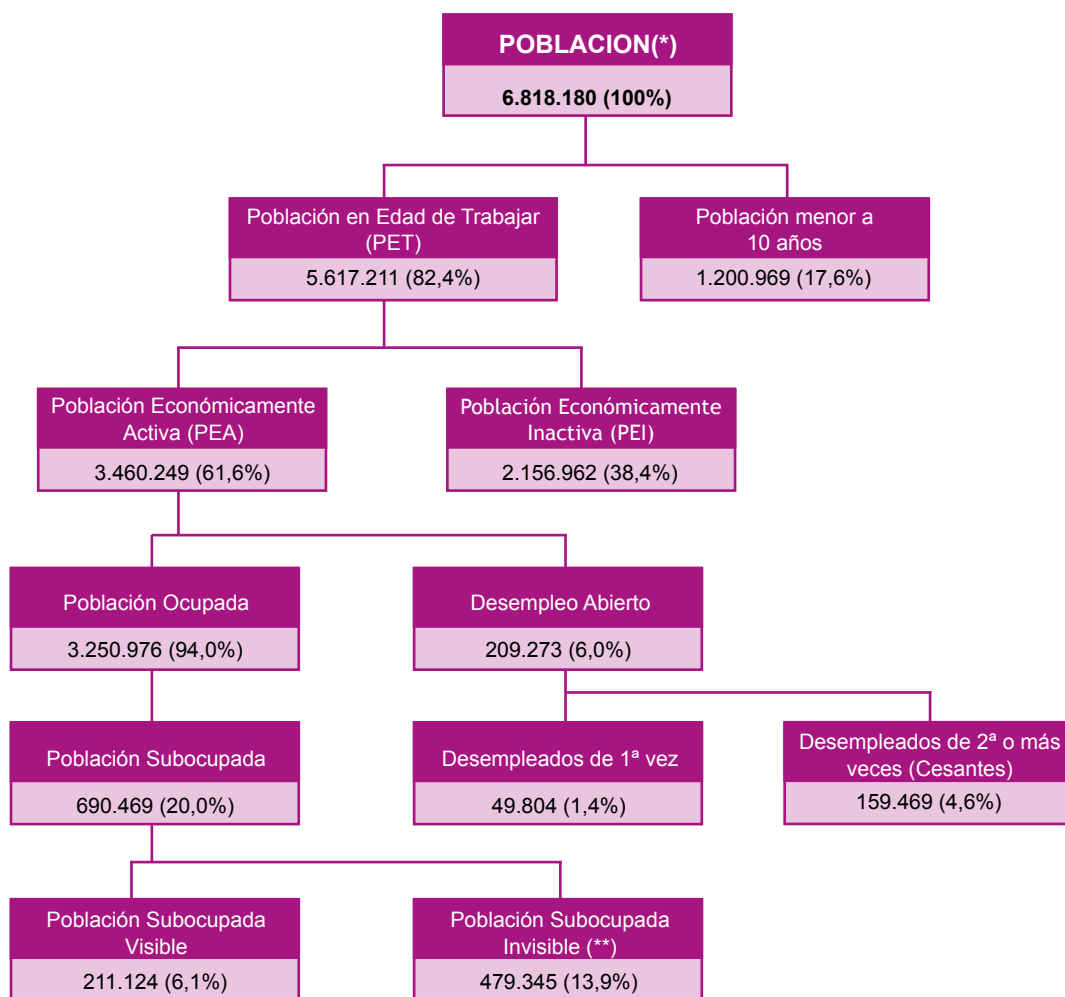 POBLACION(*)
6.818.180 (100%)
Población en Edad de Trabajar
(PET)
5.617.211 (82,4%)
Población menor a
10 años
1.200.969 (17,6%)
Población Económicamente
Activa (PEA)
3.460.249 (61,6%)
Población Económicamente
Inactiva (PEI)
2.156.962 (38,4%)
Población Ocupada
3.250.976 (94,0%)
Desempleo Abierto
209.273 (6,0%)
Población Subocupada
690.469 (20,0%)
Desempleados de 1ª vez
49.804 (1,4%)
Desempleados de 2ª o más
veces (Cesantes)
159.469 (4,6%)
Población Subocupada
Visible
211.124 (6,1%)
Población Subocupada
Invisible (**)
479.345 (13,9%)